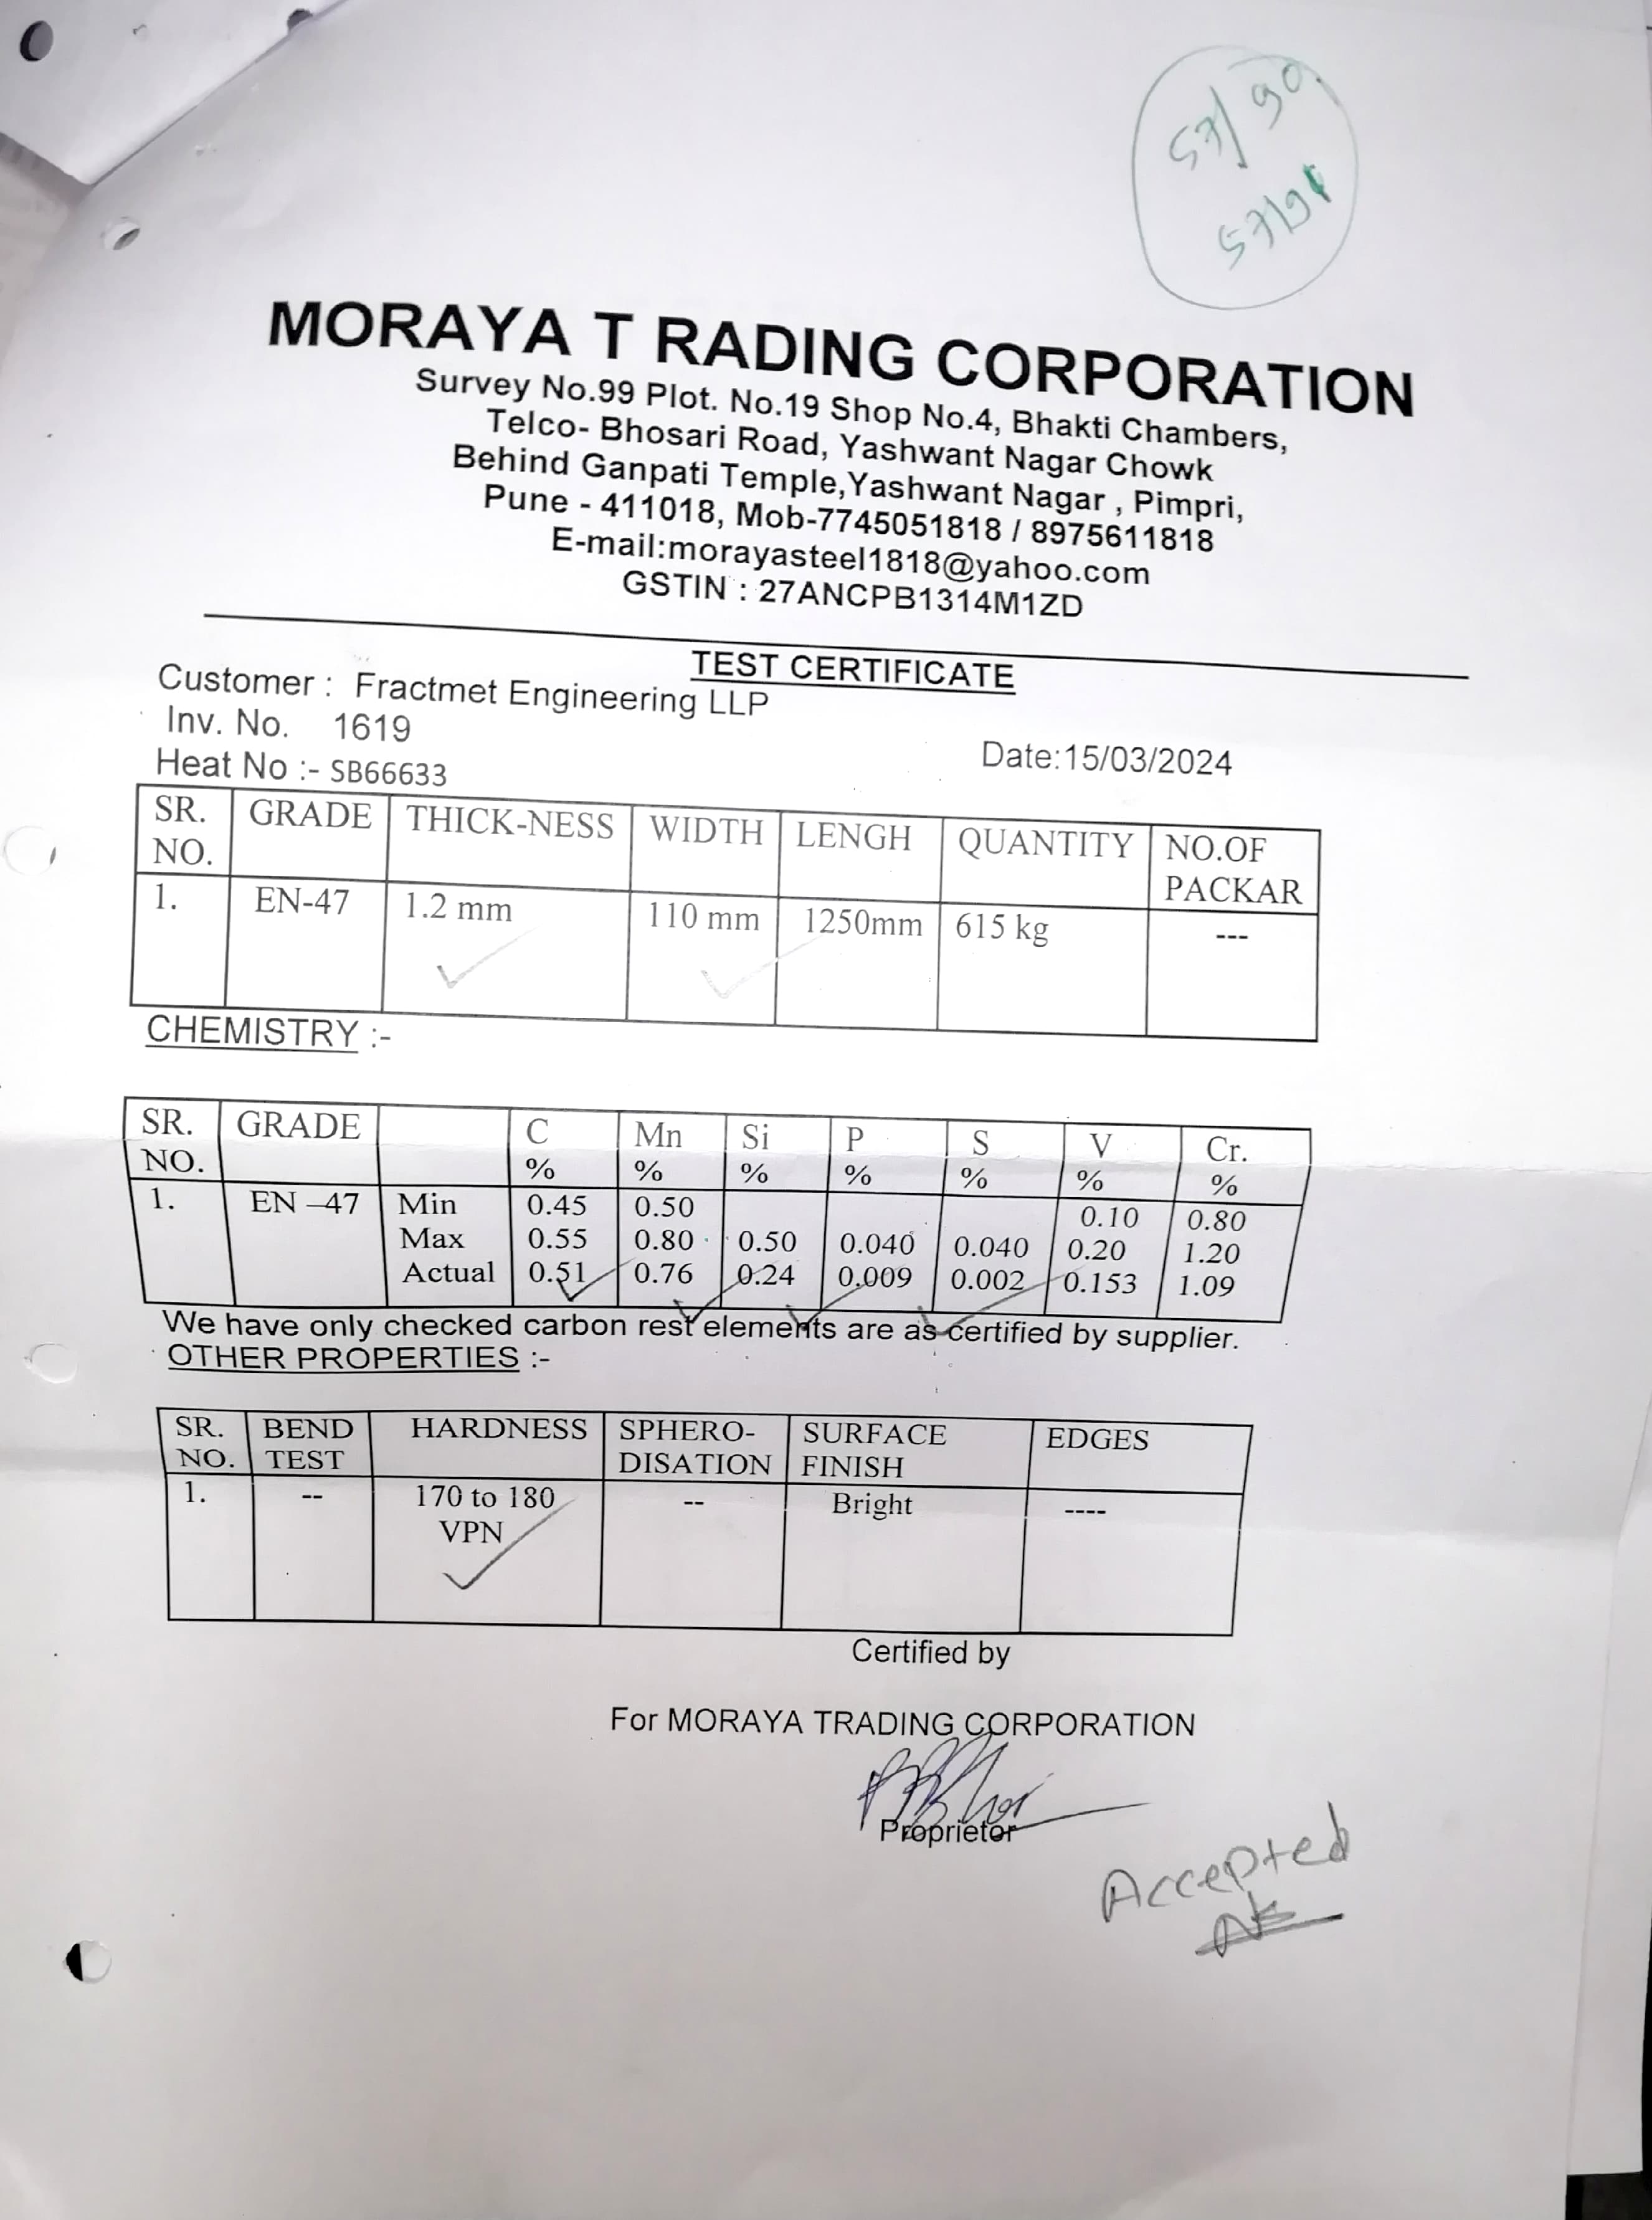 57/90
57191
MORAYA T RADING CORPORATION
Survey No.99 Plot. No.19 Shop No.4, Bhakti Chambers,
Telco- Bhosari Road, Yashwant Nagar Chowk
Behind Ganpati Temple,Yashwant Nagar , Pimpri,
Pune - 411018, Mob-7745051818 / 8975611818
E-mail:morayasteel1818@yahoo.com
GSTIN : 27ANCPB1314M1ZD
TEST CERTIFICATE
Customer : Fractmet Engineering LLP
Inv. No. 1619
Date:15/03/2024
Heat No :- SB66633
SR. NO. GRADE THICK-NESS WIDTH LENGH QUANTITY NO.OF PACKAR
1. EN-47 1.2 mm 110 mm 1250mm 615 kg ---
CHEMISTRY :-
SR. NO. GRADE C % Mn % Si % P % S % V % Cr. %
1. EN –47 Min 0.45 0.50 0.10 0.80
Max 0.55 0.80 0.50 0.040 0.040 0.20 1.20
Actual 0.51 0.76 0.24 0.009 0.002 0.153 1.09
We have only checked carbon rest elements are as certified by supplier.
OTHER PROPERTIES :-
SR. NO. BEND TEST HARDNESS SPHERO-DISATION SURFACE FINISH EDGES
1. -- 170 to 180 VPN -- Bright ----
Certified by
For MORAYA TRADING CORPORATION
Proprietor
Accepted